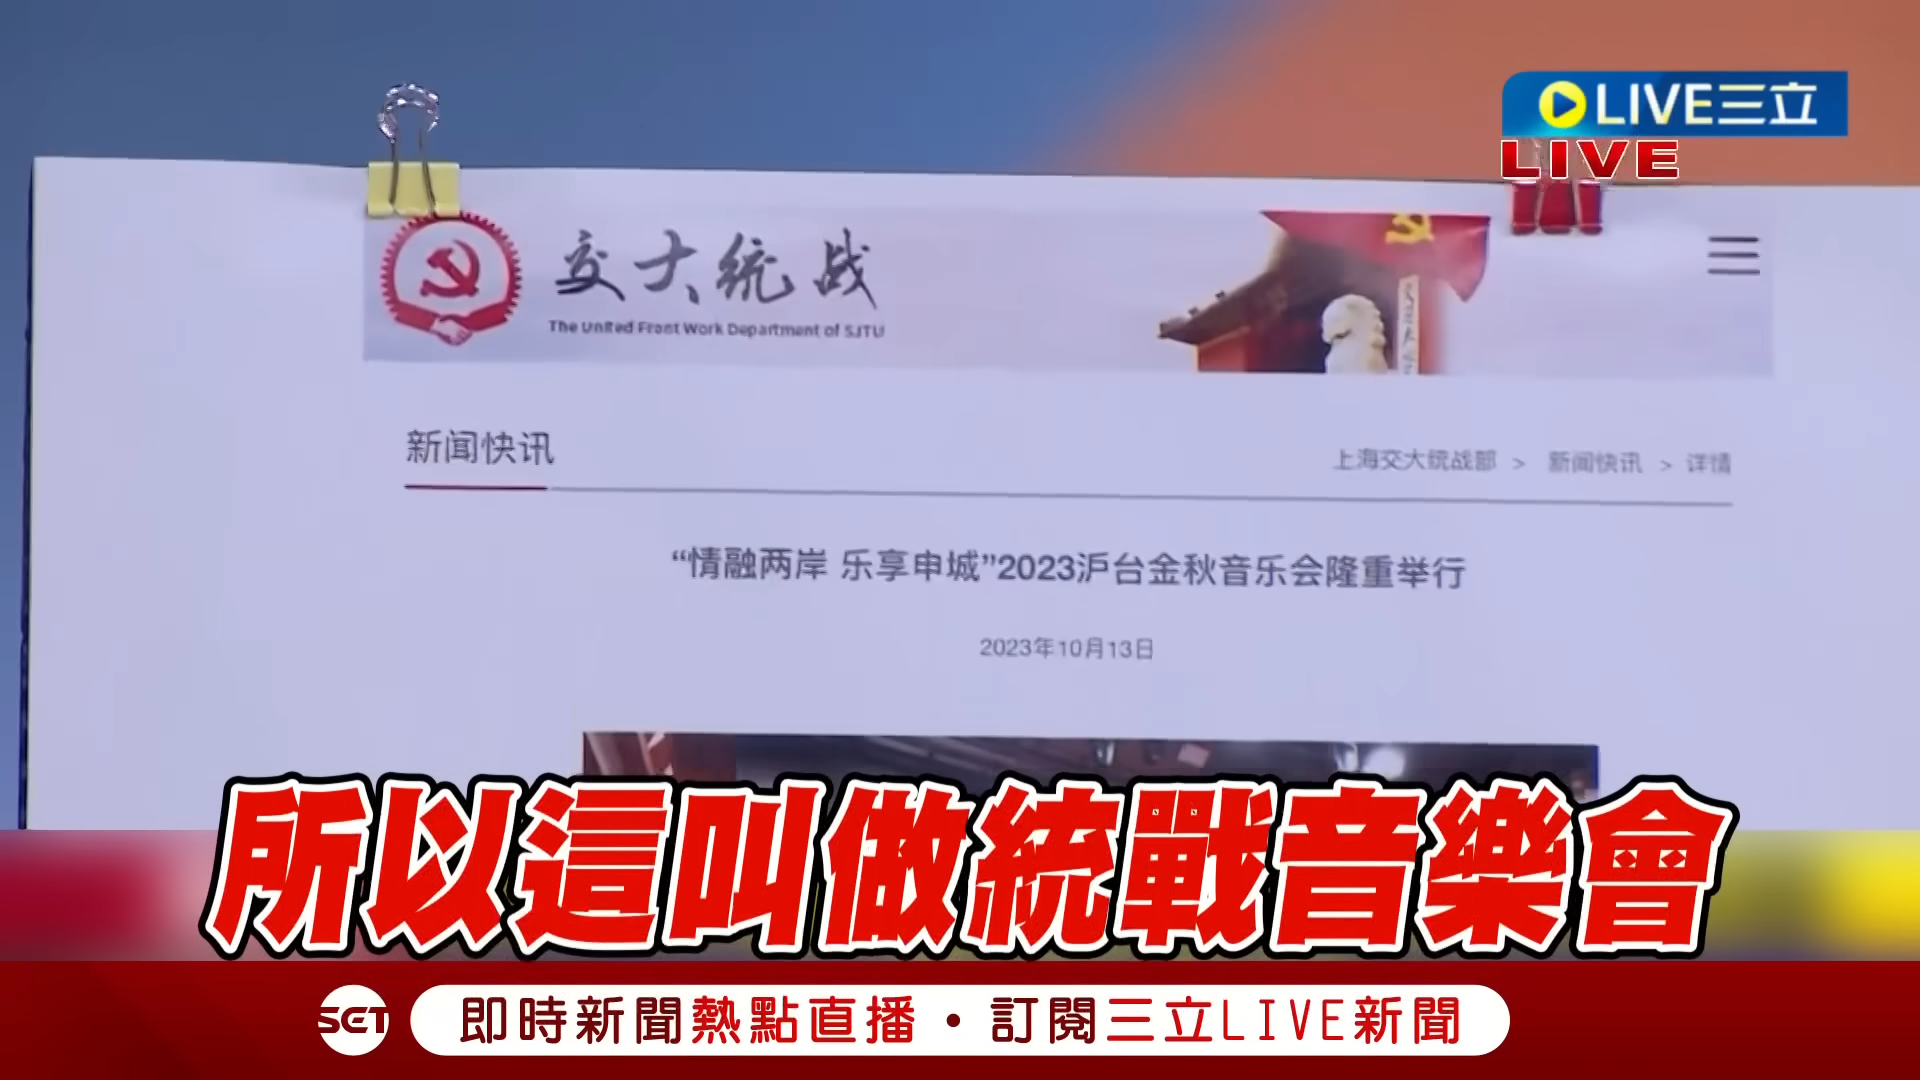 LIVE三立
LIVE
交大统战
The United Front Work Department of SJTU
新闻快讯
上海交大统战部 > 新闻快讯 > 详情
“情融两岸 乐享申城”2023沪台金秋音乐会隆重举行
2023年10月13日
所以這叫做統戰音樂會
SET
即時新聞熱點直播・訂閱三立LIVE新聞